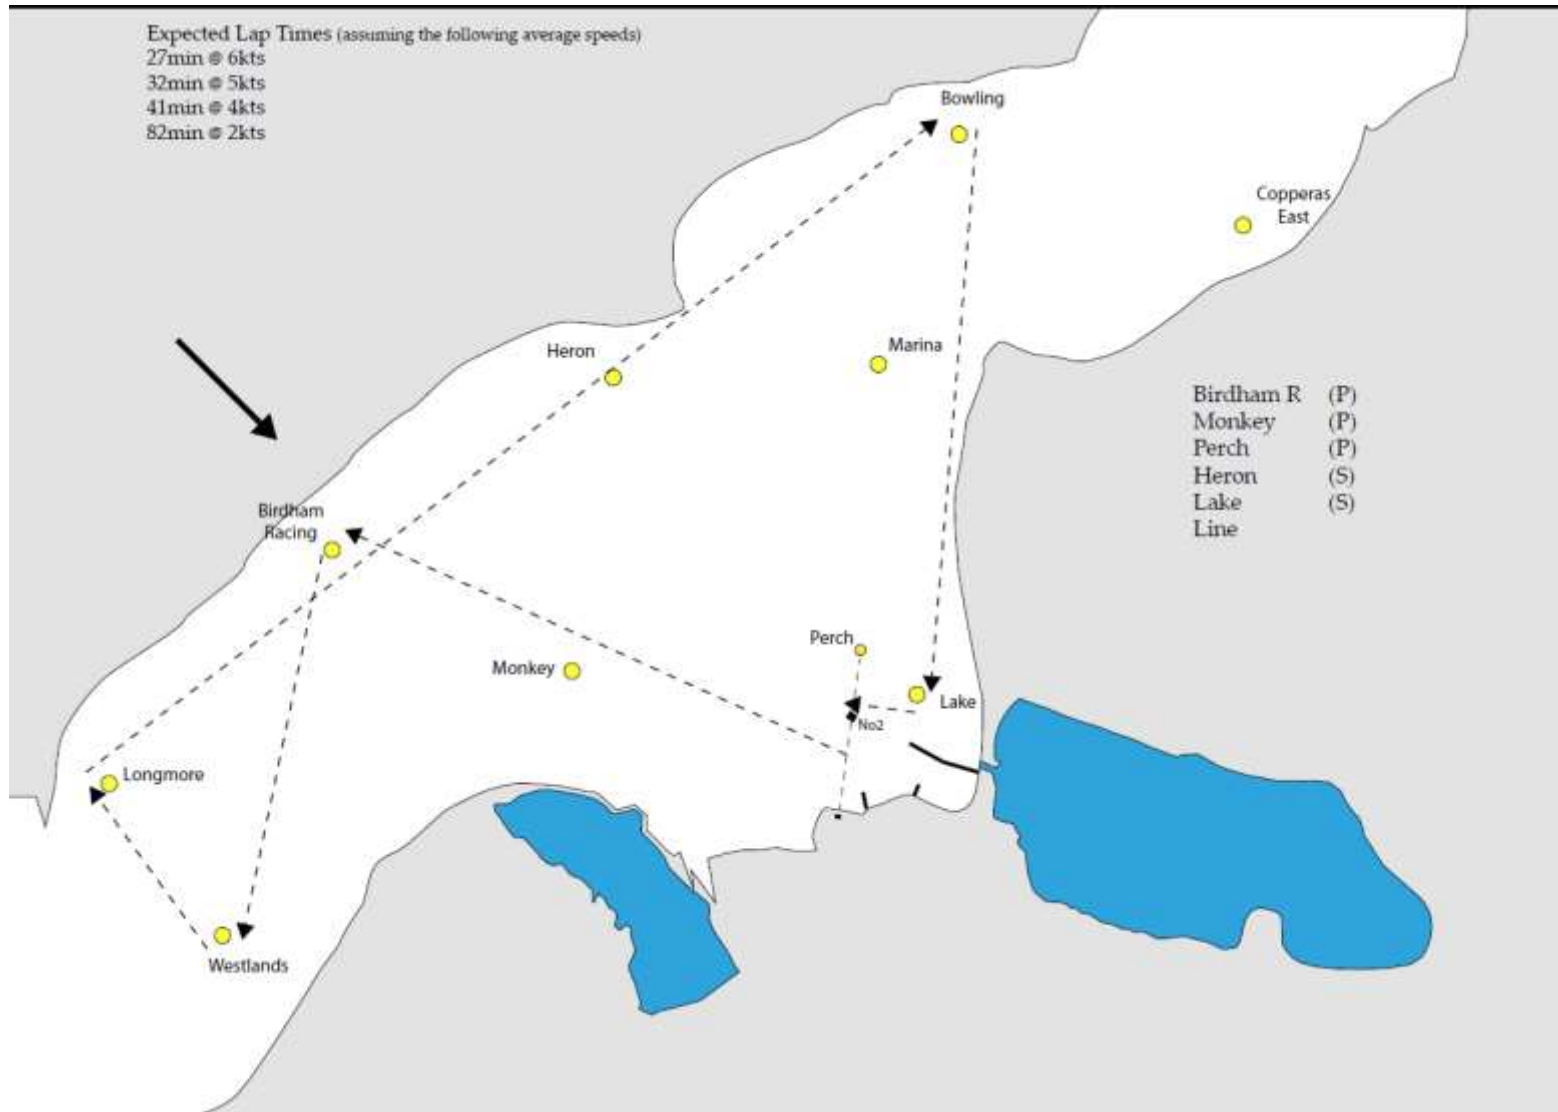 Expected Lap Times (assuming the following average speeds)
27min @ 6kts
32min @ 5kts
41min @ 4kts
82min @ 2kts
Bowling
Copperas
East
Marina
Heron
Birdham R (P)
Monkey (P)
Perch (P)
Heron (S)
Lake (S)
Line
Birdham
Racing
Perch
Monkey
Lake
No2
Longmore
Westlands